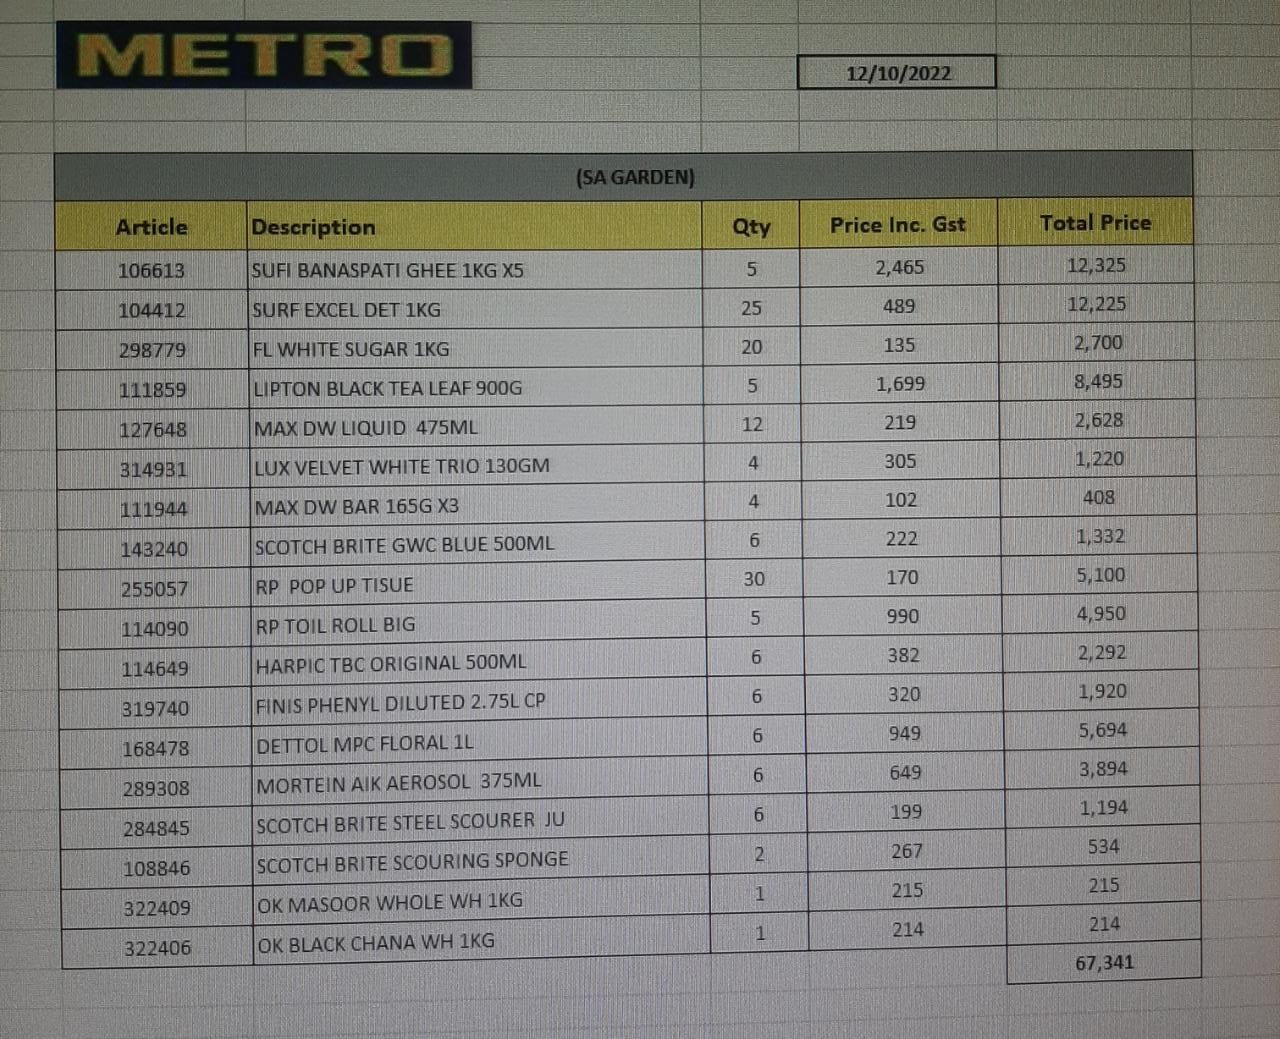 METRO
12/10/2022
(SA GARDEN)
Article Description Qty Price Inc. Gst Total Price
106613 SUFI BANASPATI GHEE 1KG X5 5 2,465 12,325
104412 SURF EXCEL DET 1KG 25 489 12,225
298779 FL WHITE SUGAR 1KG 20 135 2,700
111859 LIPTON BLACK TEA LEAF 900G 5 1,699 8,495
127648 MAX DW LIQUID 475ML 12 219 2,628
314931 LUX VELVET WHITE TRIO 130GM 4 305 1,220
111944 MAX DW BAR 165G X3 4 102 408
143240 SCOTCH BRITE GWC BLUE 500ML 6 222 1,332
255057 RP POP UP TISUE 30 170 5,100
114090 RP TOIL ROLL BIG 5 990 4,950
114649 HARPIC TBC ORIGINAL 500ML 6 382 2,292
319740 FINIS PHENYL DILUTED 2.75L CP 6 320 1,920
168478 DETTOL MPC FLORAL 1L 6 949 5,694
289308 MORTEIN AIK AEROSOL 375ML 6 649 3,894
284845 SCOTCH BRITE STEEL SCOURER JU 6 199 1,194
108846 SCOTCH BRITE SCOURING SPONGE 2 267 534
322409 OK MASOOR WHOLE WH 1KG 1 215 215
322406 OK BLACK CHANA WH 1KG 1 214 214
67,341